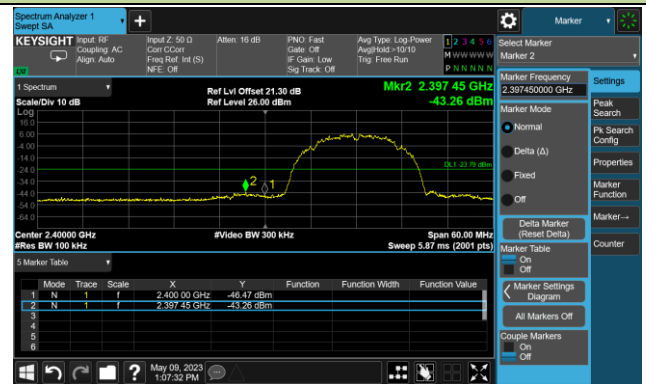 Spectrum Analyzer 1
Swept SA
Marker
KEYSIGHT
Input: RF
Coupling: AC
Align: Auto
Input Z: 50 Ω
Corr CCorr
Freq Ref: Int (S)
NFE: Off
Atten: 16 dB
PNO: Fast
Gate: Off
IF Gain: Low
Sig Track: Off
Avg Type: Log-Power
Avg|Hold:>10/10
Trig: Free Run
1 2 3 4 5 6
M W W W W W
P N N N N N
Select Marker
Marker 2
1 Spectrum
Scale/Div 10 dB
Ref Lvl Offset 21.30 dB
Ref Level 26.00 dBm
Mkr2 2.397 45 GHz
-43.26 dBm
Log
16.0
6.00
-4.00
-14.0
-24.0
-34.0
-44.0
-54.0
-64.0
DL1 -23.79 dBm
2
1
Center 2.40000 GHz
#Res BW 100 kHz
#Video BW 300 kHz
Span 60.00 MHz
Sweep 5.87 ms (2001 pts)
5 Marker Table
Mode Trace Scale X Y Function Function Width Function Value
1 N 1 f 2.400 00 GHz -46.47 dBm
2 N 1 f 2.397 45 GHz -43.26 dBm
3
4
5
6
Marker Frequency
2.397450000 GHz
Marker Mode
Normal
Delta (Δ)
Fixed
Off
Delta Marker
(Reset Delta)
Marker Table
On
Off
Marker Settings
Diagram
All Markers Off
Couple Markers
On
Off
Settings
Peak
Search
Pk Search
Config
Properties
Marker
Function
Marker→
Counter
May 09, 2023
1:07:32 PM